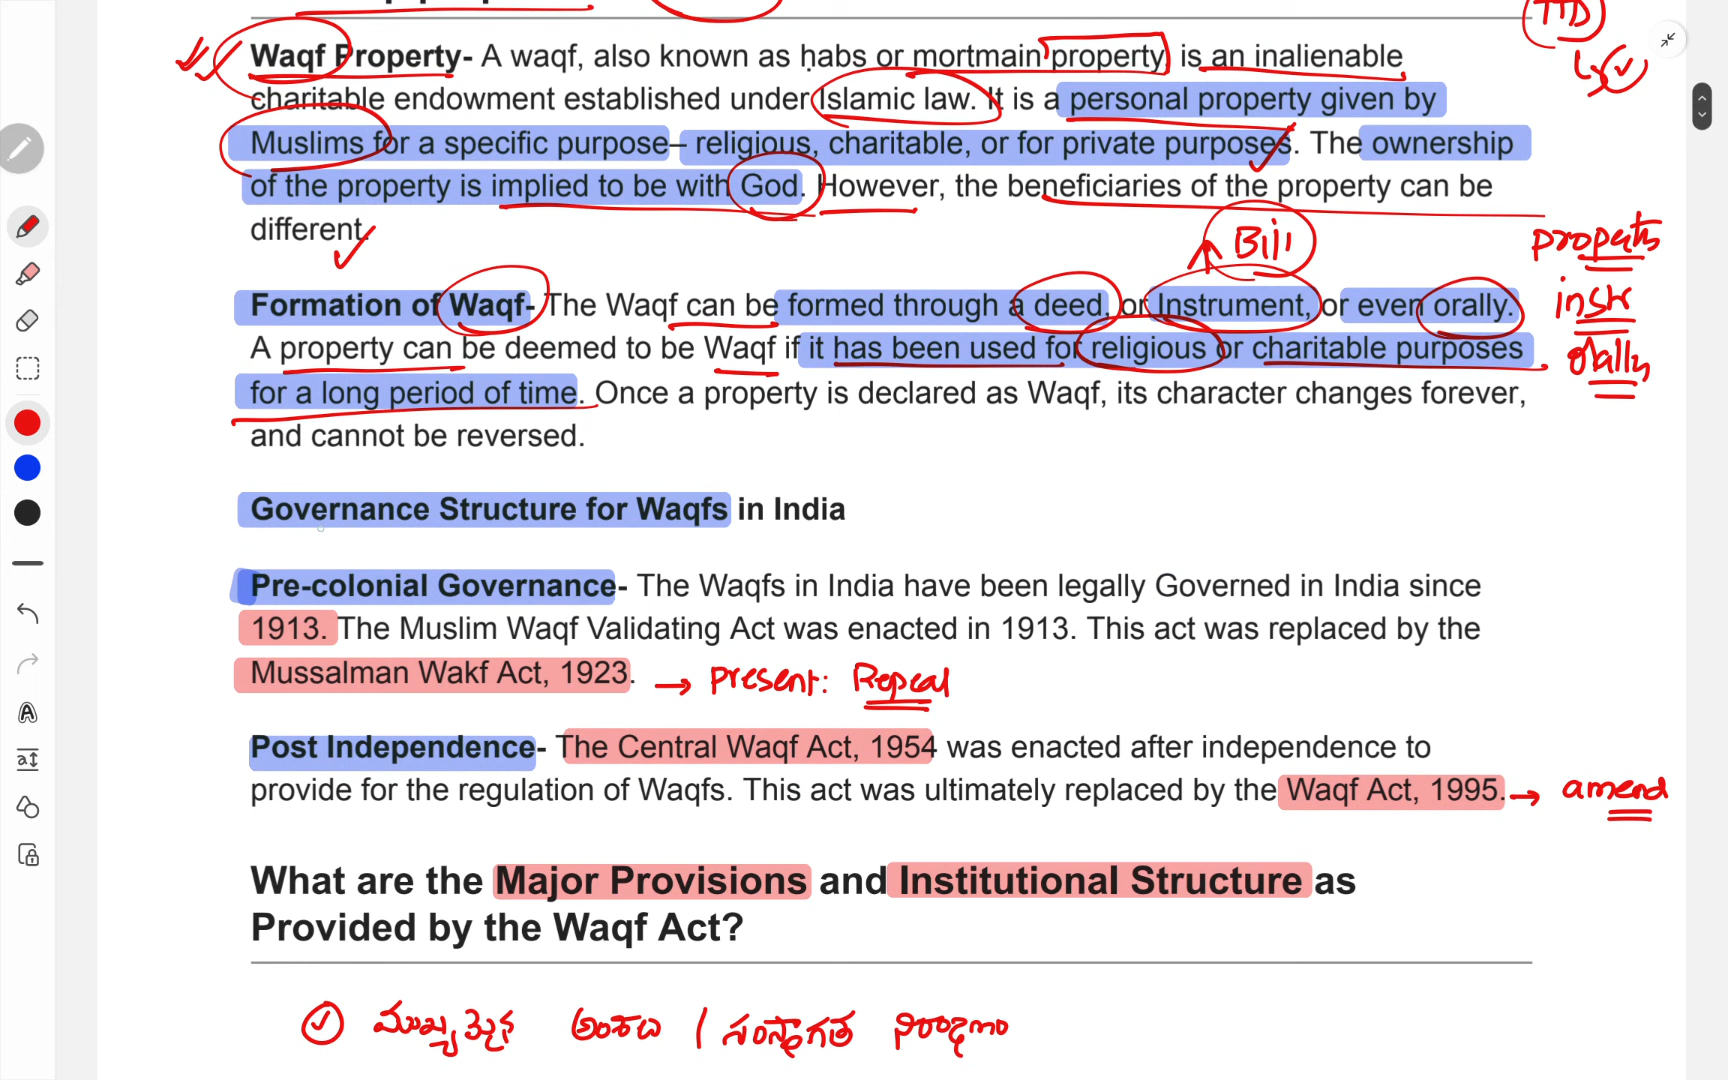 TTD
Waqf Property- A waqf, also known as ḥabs or mortmain property, is an inalienable
charitable endowment established under Islamic law. It is a personal property given by
Muslims for a specific purpose– religious, charitable, or for private purposes. The ownership
of the property is implied to be with God. However, the beneficiaries of the property can be
different.
Formation of Waqf- The Waqf can be formed through a deed, or Instrument, or even orally.
A property can be deemed to be Waqf if it has been used for religious or charitable purposes
for a long period of time. Once a property is declared as Waqf, its character changes forever,
and cannot be reversed.
instr
orally
Governance Structure for Waqfs in India
Pre-colonial Governance- The Waqfs in India have been legally Governed in India since
1913. The Muslim Waqf Validating Act was enacted in 1913. This act was replaced by the
Mussalman Wakf Act, 1923. → Present: Repeal
Post Independence- The Central Waqf Act, 1954 was enacted after independence to
provide for the regulation of Waqfs. This act was ultimately replaced by the Waqf Act, 1995. → amend
What are the Major Provisions and Institutional Structure as
Provided by the Waqf Act?
ముఖ్యమైన / సంస్థాగత